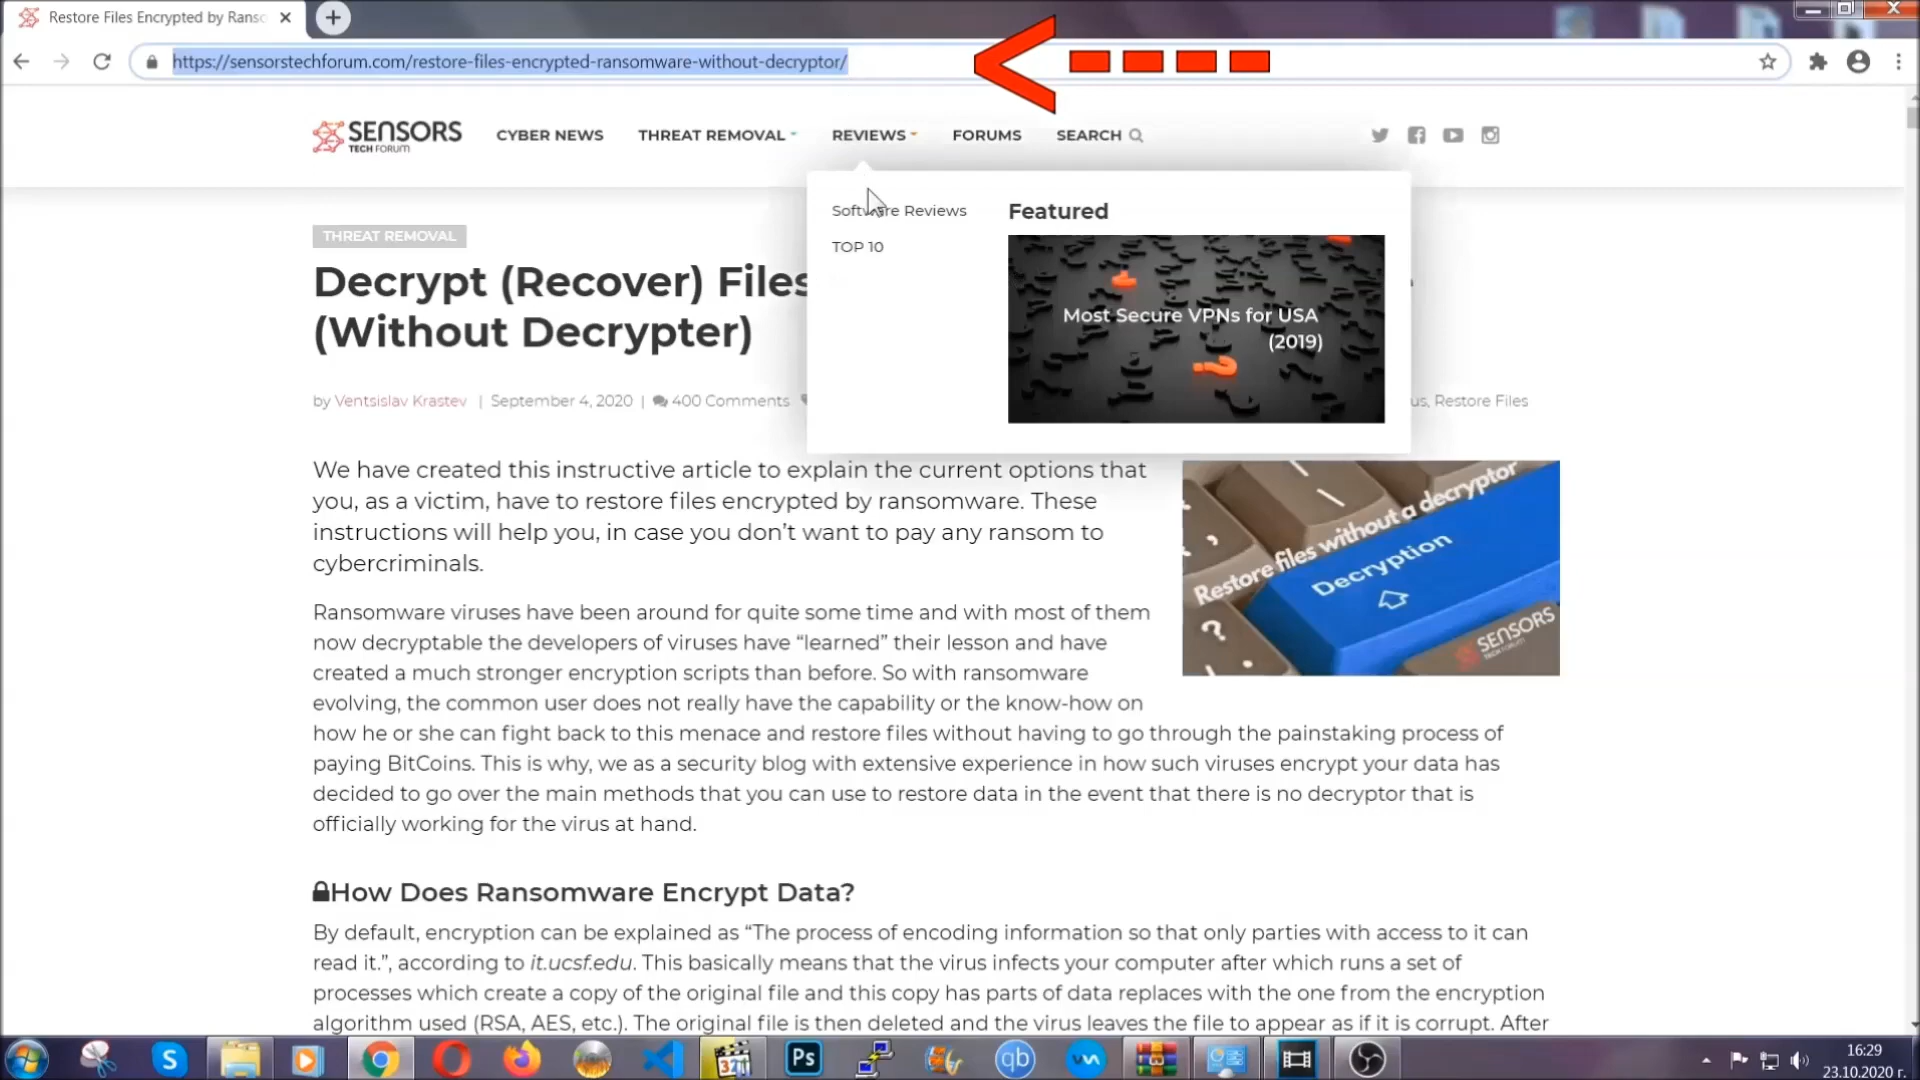 Restore Files Encrypted by Ranso
https://sensorstechforum.com/restore-files-encrypted-ransomware-without-decryptor/
SENSORS
TECH FORUM
CYBER NEWS THREAT REMOVAL REVIEWS FORUMS SEARCH
Software Reviews
TOP 10
Featured
Most Secure VPNs for USA
(2019)
THREAT REMOVAL
Decrypt (Recover) Files
(Without Decrypter)
by Ventsislav Krastev | September 4, 2020 | 400 Comments
us, Restore Files
We have created this instructive article to explain the current options that
you, as a victim, have to restore files encrypted by ransomware. These
instructions will help you, in case you don't want to pay any ransom to
cybercriminals.
Restore files without a decryptor
Decryption
SENSORS
TECH FORUM
Ransomware viruses have been around for quite some time and with most of them
now decryptable the developers of viruses have “learned” their lesson and have
created a much stronger encryption scripts than before. So with ransomware
evolving, the common user does not really have the capability or the know-how on
how he or she can fight back to this menace and restore files without having to go through the painstaking process of
paying BitCoins. This is why, we as a security blog with extensive experience in how such viruses encrypt your data has
decided to go over the main methods that you can use to restore data in the event that there is no decryptor that is
officially working for the virus at hand.
How Does Ransomware Encrypt Data?
By default, encryption can be explained as “The process of encoding information so that only parties with access to it can
read it.”, according to it.ucsf.edu. This basically means that the virus infects your computer after which runs a set of
processes which create a copy of the original file and this copy has parts of data replaces with the one from the encryption
algorithm used (RSA, AES, etc.). The original file is then deleted and the virus leaves the file to appear as if it is corrupt. After
S
321
Ps
qb
16:29
23.10.2020 г.